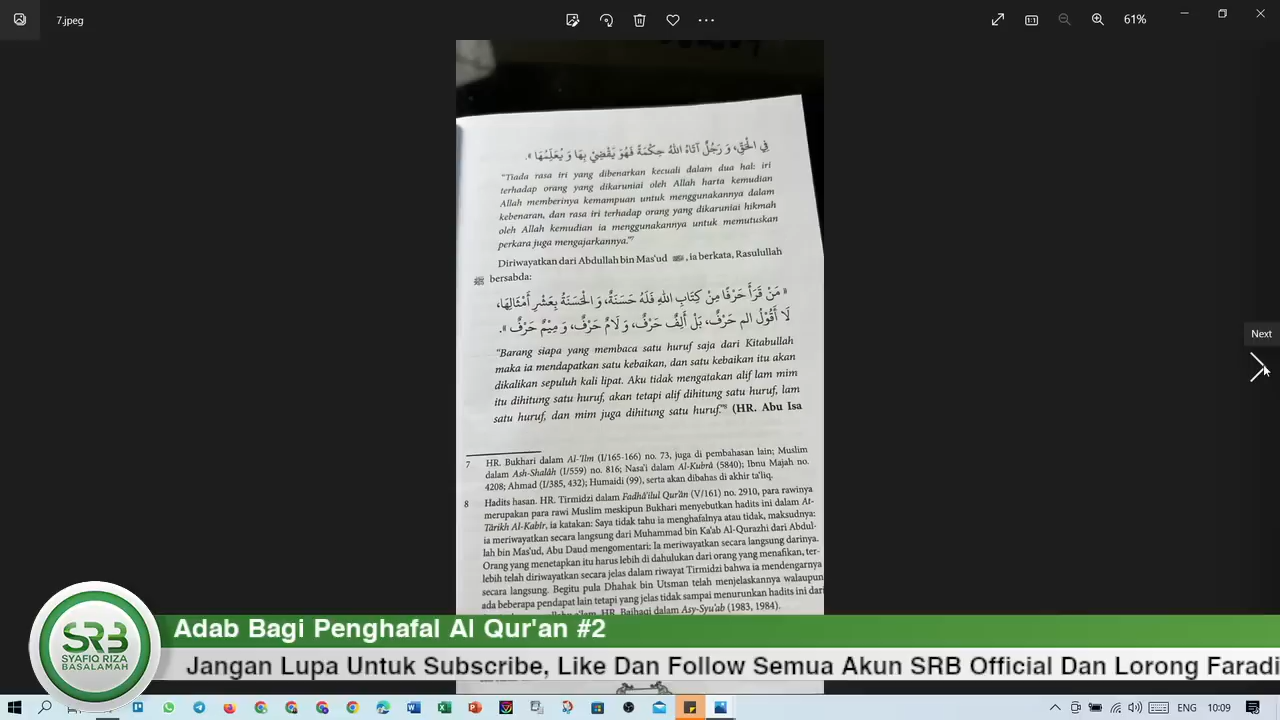 7.jpeg
61%
فِي الْحَقِّ، وَ رَجُلٌ آتَاهُ اللهُ حِكْمَةً فَهُوَ يَقْضِيْ بِهَا وَ يُعَلِّمُهَا ».
"Tiada rasa iri yang dibenarkan kecuali dalam dua hal: iri
terhadap orang yang dikaruniai oleh Allah harta kemudian
Allah memberinya kemampuan untuk menggunakannya dalam
kebenaran, dan rasa iri terhadap orang yang dikaruniai hikmah
oleh Allah kemudian ia menggunakannya untuk memutuskan
perkara juga mengajarkannya."7
Diriwayatkan dari Abdullah bin Mas'ud , ia berkata, Rasulullah
ﷺ bersabda:
« مَنْ قَرَأَ حَرْفًا مِنْ كِتَابِ اللهِ فَلَهُ حَسَنَةٌ، وَ الْحَسَنَةُ بِعَشْرِ أَمْثَالِهَا،
لَا أَقُوْلُ الم حَرْفٌ، بَلْ أَلِفٌ حَرْفٌ، وَ لَامٌ حَرْفٌ، وَ مِيْمٌ حَرْفٌ ».
"Barang siapa yang membaca satu huruf saja dari Kitabullah
maka ia mendapatkan satu kebaikan, dan satu kebaikan itu akan
dikalikan sepuluh kali lipat. Aku tidak mengatakan alif lam mim
itu dihitung satu huruf, akan tetapi alif dihitung satu huruf, lam
satu huruf, dan mim juga dihitung satu huruf."8 (HR. Abu Isa
Next
7 HR. Bukhari dalam Al-'Ilm (I/165-166) no. 73, juga di pembahasan lain; Muslim
dalam Ash-Shalâh (I/559) no. 816; Nasa'i dalam Al-Kubrâ (5840); Ibnu Majah no.
4208; Ahmad (I/385, 432); Humaidi (99), serta akan dibahas di akhir ta'liq.
8 Hadits hasan. HR. Tirmidzi dalam Fadhâ'ilul Qur'ân (V/161) no. 2910, para rawinya
merupakan para rawi Muslim meskipun Bukhari menyebutkan hadits ini dalam At-
Târikh Al-Kabîr, ia katakan: Saya tidak tahu ia menghafalnya atau tidak, maksudnya:
ia meriwayatkan secara langsung dari Muhammad bin Ka'ab Al-Qurazhi dari Abdul-
lah bin Mas'ud, Abu Daud mengomentari: Ia meriwayatkan secara langsung darinya.
Orang yang menetapkan itu harus lebih di dahulukan dari orang yang menafikan, ter-
lebih telah diriwayatkan secara jelas dalam riwayat Tirmidzi bahwa ia mendengarnya
secara langsung. Begitu pula Dhahak bin Utsman telah menjelaskannya walaupun
ada beberapa pendapat lain tetapi yang jelas tidak sampai menurunkan hadits ini dari
HR. Baihaqi dalam Asy-Syu'ab (1983, 1984).
SRB
SYAFIQ RIZA
BASALAMAH
Adab Bagi Penghafal Al Qur'an #2
Jangan Lupa Untuk Subscribe, Like Dan Follow Semua Akun SRB Official Dan Lorong Faradi
ENG 10:09